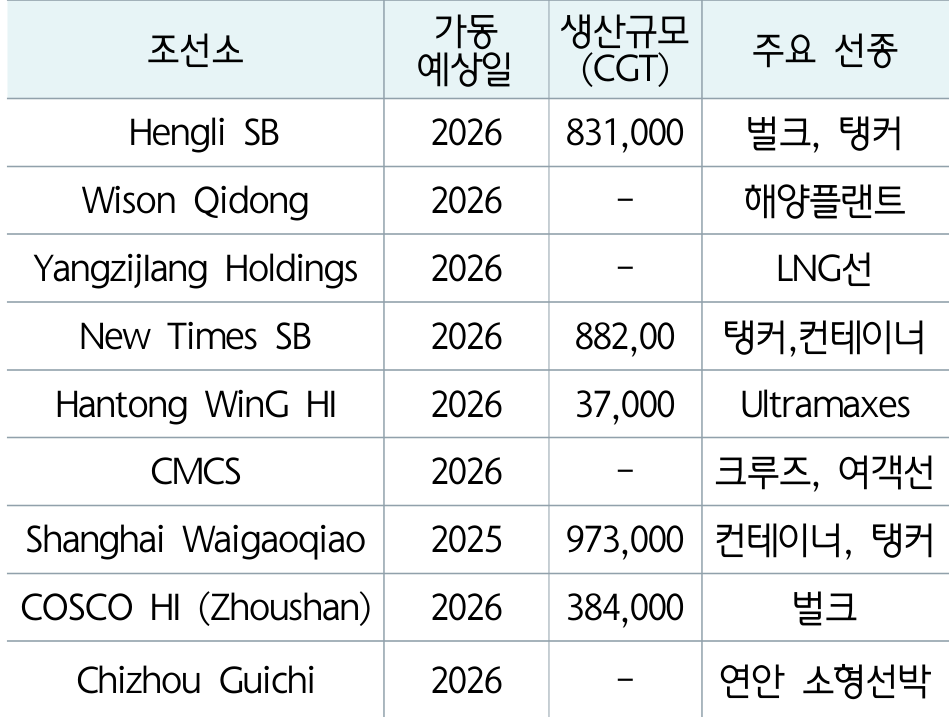 조선소 가동 예상일 생산규모 (CGT) 주요 선종
Hengli SB 2026 831,000 벌크, 탱커
Wison Qidong 2026 – 해양플랜트
YangzijIang Holdings 2026 – LNG선
New Times SB 2026 882,00 탱커,컨테이너
Hantong WinG HI 2026 37,000 Ultramaxes
CMCS 2026 – 크루즈, 여객선
Shanghai Waigaoqiao 2025 973,000 컨테이너, 탱커
COSCO HI (Zhoushan) 2026 384,000 벌크
Chizhou Guichi 2026 – 연안 소형선박